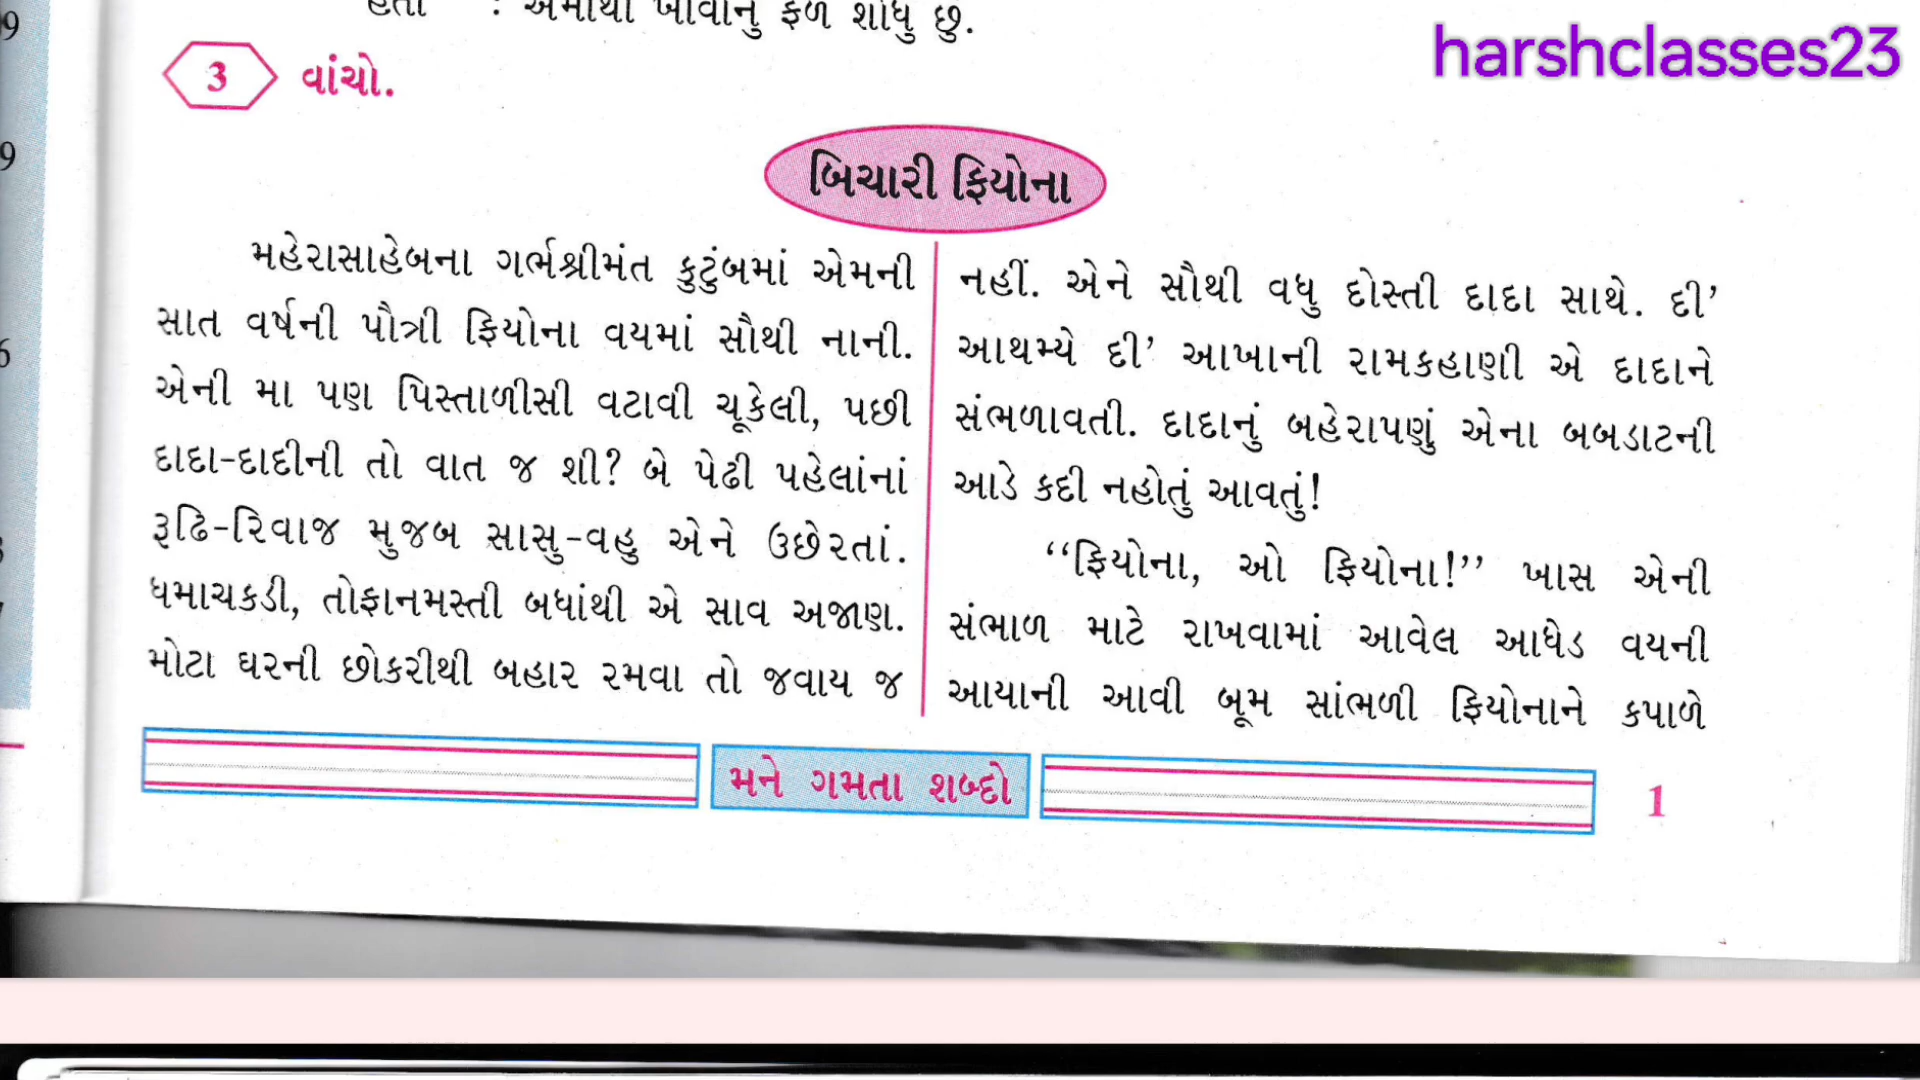 : એમાંથી ખાવાનું ફળ શોધું છું.
harshclasses23
3 વાંચો.
બિચારી ફિયોના
મહેરાસાહેબના ગર્ભશ્રીમંત કુટુંબમાં એમની
સાત વર્ષની પૌત્રી ફિયોના વયમાં સૌથી નાની.
એની મા પણ પિસ્તાળીસી વટાવી ચૂકેલી, પછી
દાદા-દાદીની તો વાત જ શી? બે પેઢી પહેલાંનાં
રૂઢિ-રિવાજ મુજબ સાસુ-વહુ એને ઉછેરતાં.
ધમાચકડી, તોફાનમસ્તી બધાંથી એ સાવ અજાણ.
મોટા ઘરની છોકરીથી બહાર રમવા તો જવાય જ
નહીં. એને સૌથી વધુ દોસ્તી દાદા સાથે. દી’
આથમ્યે દી’ આખાની રામકહાણી એ દાદાને
સંભળાવતી. દાદાનું બહેરાપણું એના બબડાટની
આડે કદી નહોતું આવતું!
‘‘ફિયોના, ઓ ફિયોના!’’ ખાસ એની
સંભાળ માટે રાખવામાં આવેલ આધેડ વયની
આયાની આવી બૂમ સાંભળી ફિયોનાને કપાળે
મને ગમતા શબ્દો
1